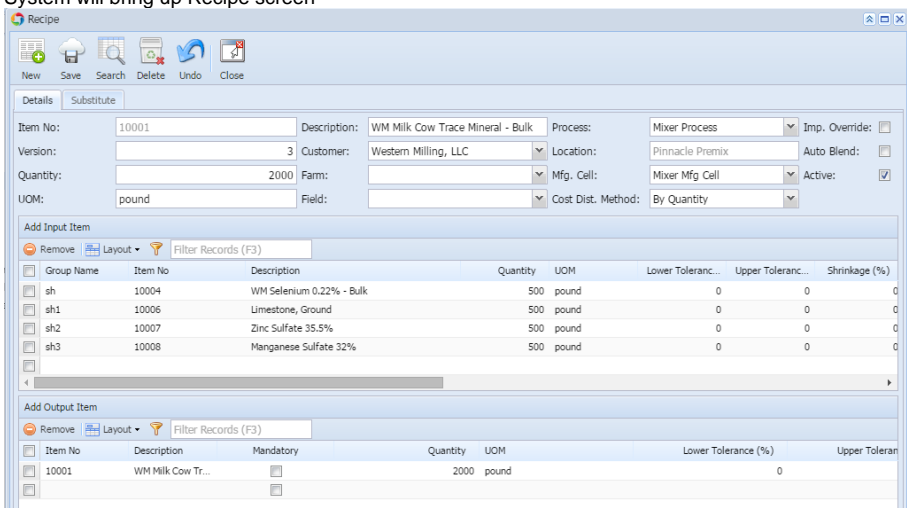 System will bring up Recipe screen
Recipe
New Save Search Delete Undo Close
Details Substitute
Item No: 10001 Description: WM Milk Cow Trace Mineral - Bulk Process: Mixer Process Imp. Override:
Version: 3 Customer: Western Milling, LLC Location: Pinnacle Premix Auto Blend:
Quantity: 2000 Farm: Mfg. Cell: Mixer Mfg Cell Active:
UOM: pound Field: Cost Dist. Method: By Quantity
Add Input Item
Remove Layout Filter Records (F3)
Group Name Item No Description Quantity UOM Lower Toleranc... Upper Toleranc... Shrinkage (%)
sh 10004 WM Selenium 0.22% - Bulk 500 pound 0 0 0
sh1 10006 Limestone, Ground 500 pound 0 0 0
sh2 10007 Zinc Sulfate 35.5% 500 pound 0 0 0
sh3 10008 Manganese Sulfate 32% 500 pound 0 0 0
Add Output Item
Remove Layout Filter Records (F3)
Item No Description Mandatory Quantity UOM Lower Tolerance (%) Upper Toleran
10001 WM Milk Cow Tr... 2000 pound 0